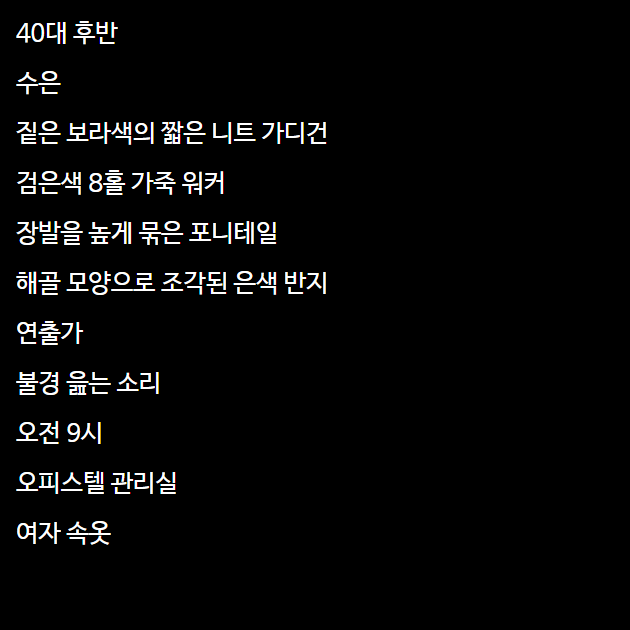 40대 후반
수은
짙은 보라색의 짧은 니트 가디건
검은색 8홀 가죽 워커
장발을 높게 묶은 포니테일
해골 모양으로 조각된 은색 반지
연출가
불경 읊는 소리
오전 9시
오피스텔 관리실
여자 속옷